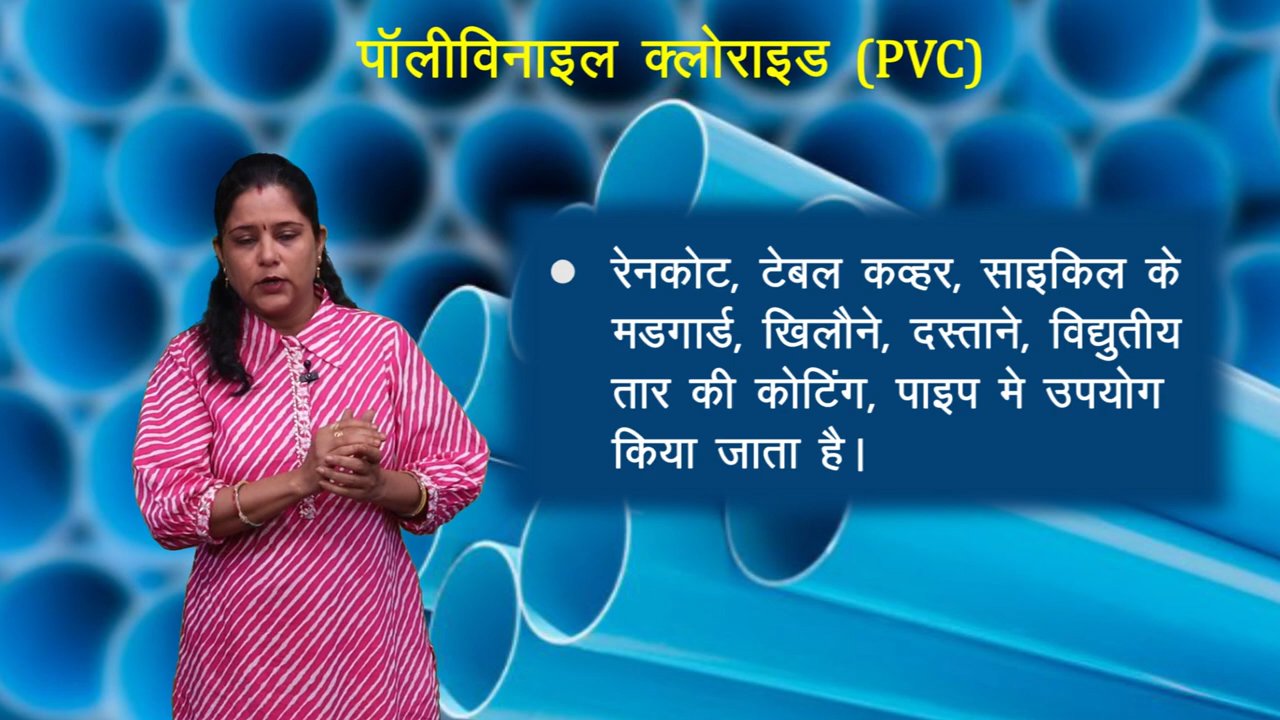 पॉलीविनाइल क्लोराइड (PVC)
रेनकोट, टेबल कव्हर, साइकिल के
मडगार्ड, खिलौने, दस्ताने, विद्युतीय
तार की कोटिंग, पाइप मे उपयोग
किया जाता है।